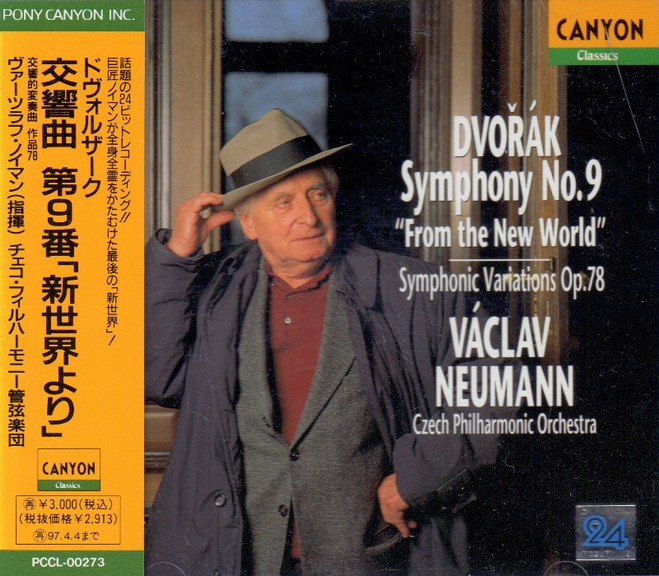 PONY CANYON INC.
話題の24ビットレコーディング!!
巨匠ノイマンが全身全霊をかたむけた最後の「新世界」!
ドヴォルザーク
交響曲 第9番「新世界より」
交響的変奏曲 作品78
ヴァーツラフ・ノイマン(指揮) チェコ・フィルハーモニー管弦楽団
CANYON
Classics
再¥3,000(税込)
(税抜価格¥2,913)
再97.4.4まで
PCCL-00273
CANYON
Classics
DVOŘÁK
Symphony No.9
"From the New World"
Symphonic Variations Op.78
VÁCLAV
NEUMANN
Czech Philharmonic Orchestra
24